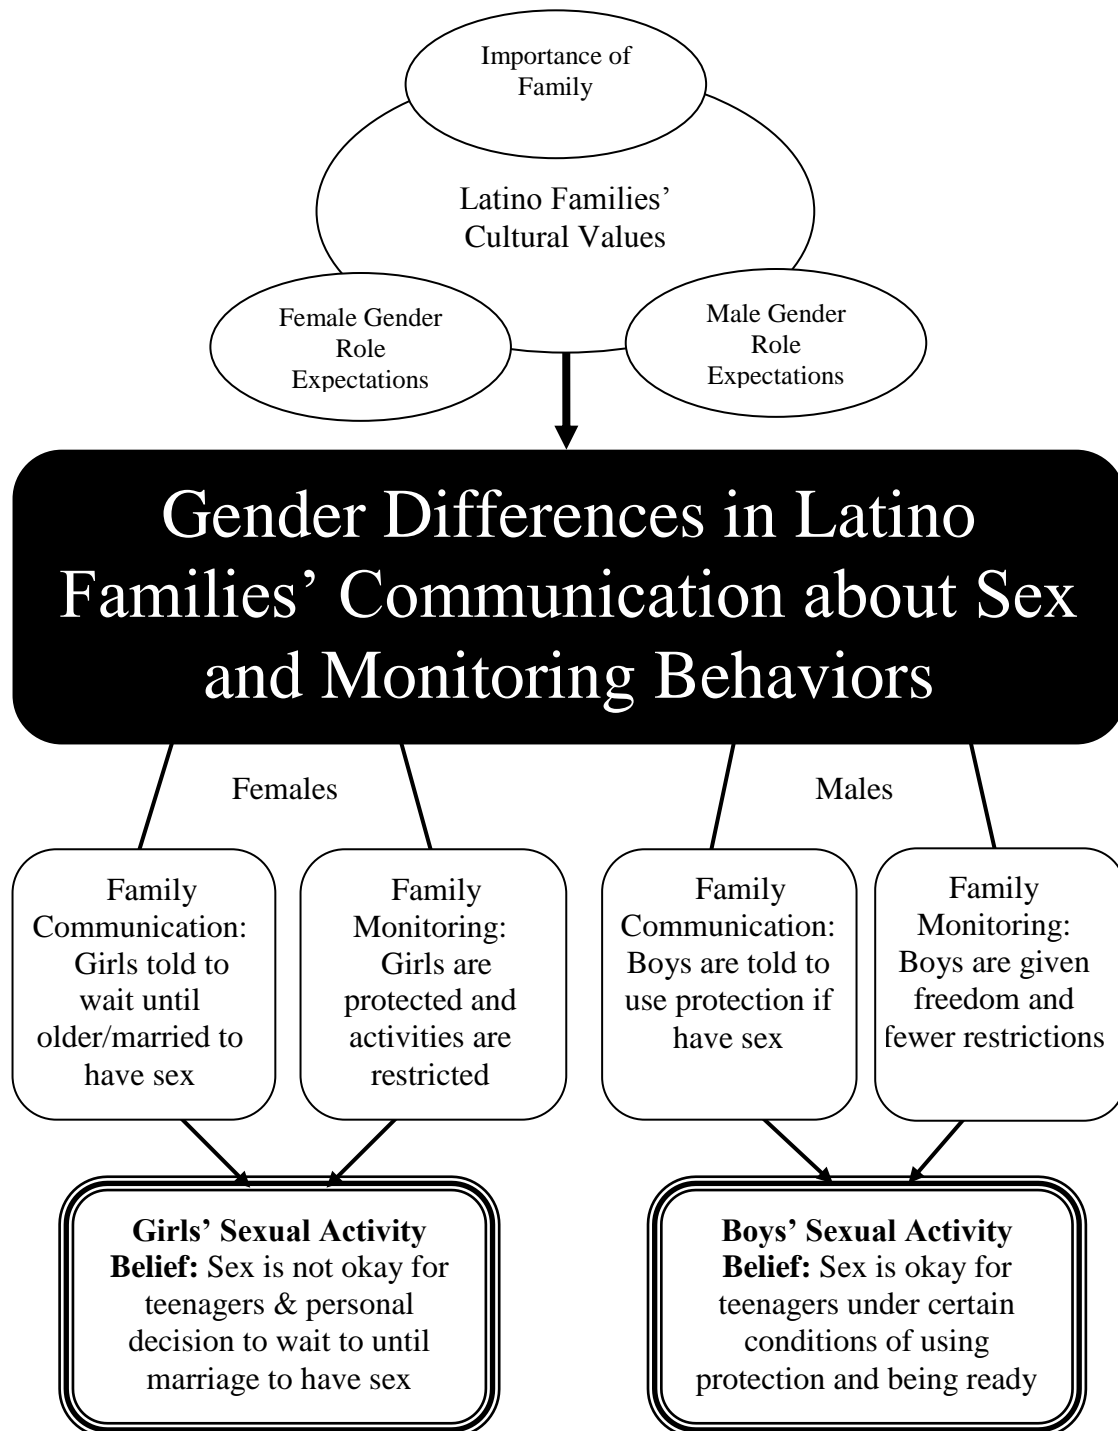 Importance of
Family
Latino Families’
Cultural Values
Female Gender
Role
Expectations
Male Gender
Role
Expectations
Gender Differences in Latino
Families’ Communication about Sex
and Monitoring Behaviors
Females
Males
Family
Communication:
Girls told to
wait until
older/married to
have sex
Family
Monitoring:
Girls are
protected and
activities are
restricted
Family
Communication:
Boys are told to
use protection if
have sex
Family
Monitoring:
Boys are given
freedom and
fewer restrictions
Girls’ Sexual Activity
Belief: Sex is not okay for
teenagers & personal
decision to wait to until
marriage to have sex
Boys’ Sexual Activity
Belief: Sex is okay for
teenagers under certain
conditions of using
protection and being ready